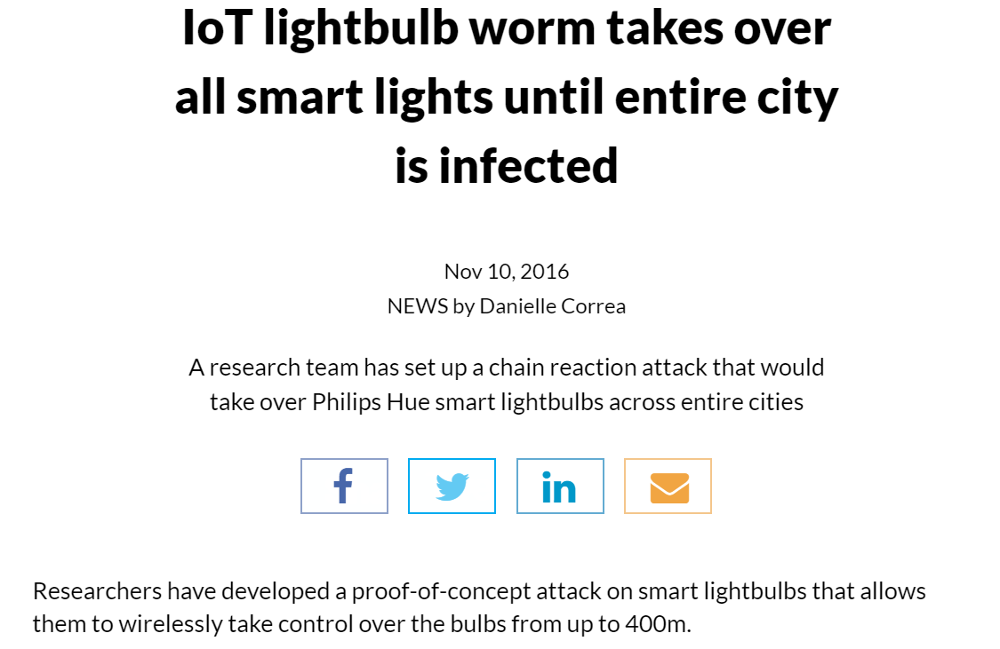 IoT lightbulb worm takes over
all smart lights until entire city
is infected
Nov 10, 2016
NEWS by Danielle Correa
A research team has set up a chain reaction attack that would
take over Philips Hue smart lightbulbs across entire cities
f
in
Researchers have developed a proof-of-concept attack on smart lightbulbs that allows
them to wirelessly take control over the bulbs from up to 400m.